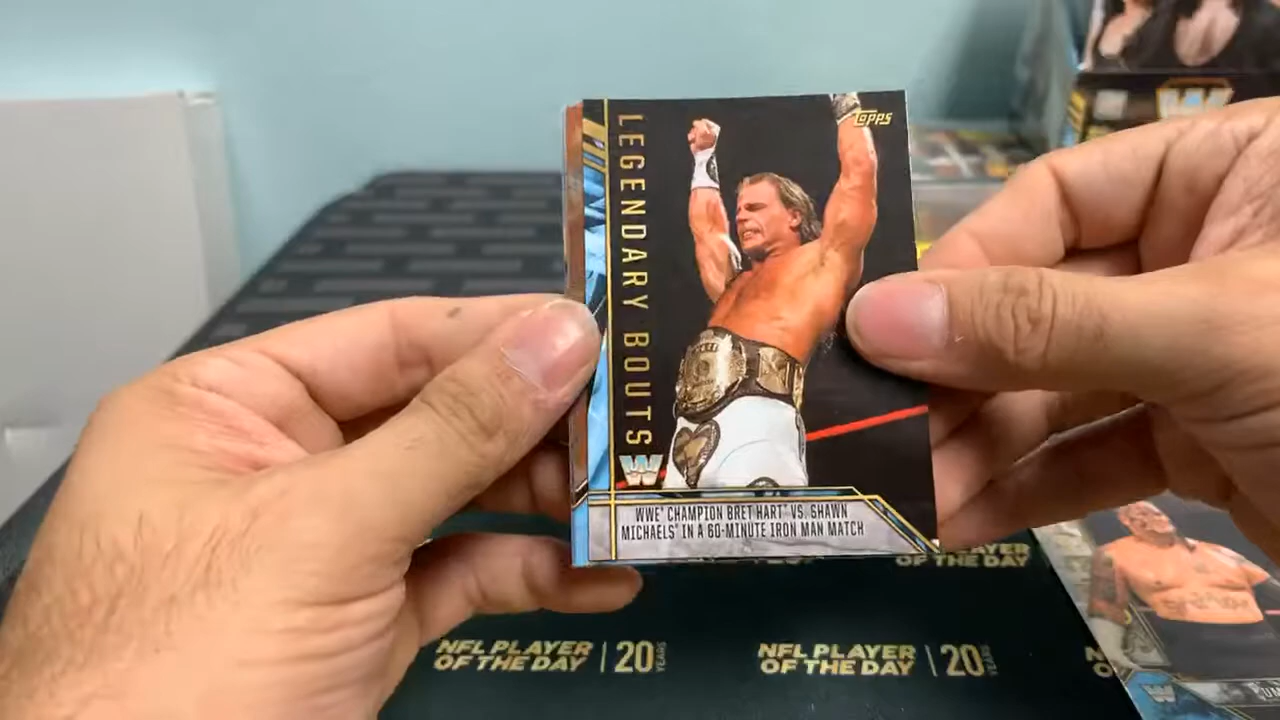 Topps
LEGENDARY BOUTS
W
WWE® CHAMPION BRET HART® VS. SHAWN
MICHAELS® IN A 60-MINUTE IRON MAN MATCH
OF THE DAY
NFL PLAYER
OF THE DAY | 20 YEARS
NFL PLAYER
OF THE DAY | 20